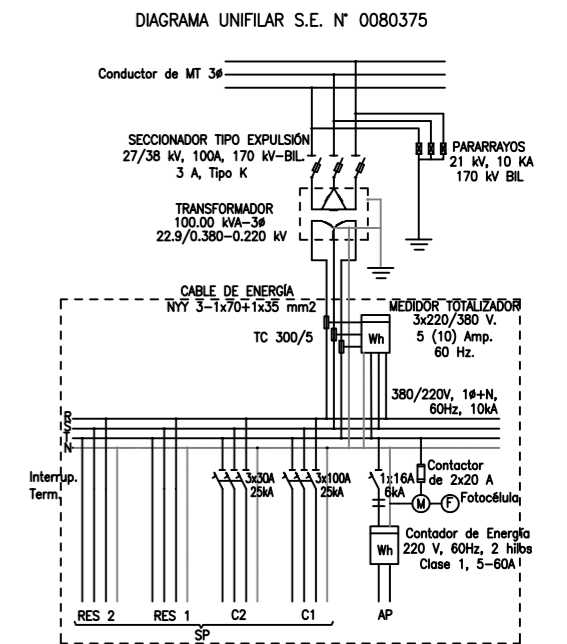 DIAGRAMA UNIFILAR S.E. N° 0080375
Conductor de MT 3ø
SECCIONADOR TIPO EXPULSIÓN
27/38 kV, 100A, 170 kV-BIL.
3 A, Tipo K
PARARRAYOS
21 kV, 10 KA
170 kV BIL
TRANSFORMADOR
100.00 kVA-3ø
22.9/0.380-0.220 kV
CABLE DE ENERGÍA
NYY 3-1x70+1x35 mm2
MEDIDOR TOTALIZADOR
3x220/380 V.
5 (10) Amp.
60 Hz.
TC 300/5
Wh
380/220V, 1ø+N,
60Hz, 10kA
R
S
T
N
Interrup.
Term.
3x30A
25kA
3x100A
25kA
1x16A
6kA
Contactor
de 2x20 A
M
F
Fotocélula
Wh
Contador de Energía
220 V, 60Hz, 2 hilos
Clase 1, 5-60A
RES 2
RES 1
C2
C1
AP
SP